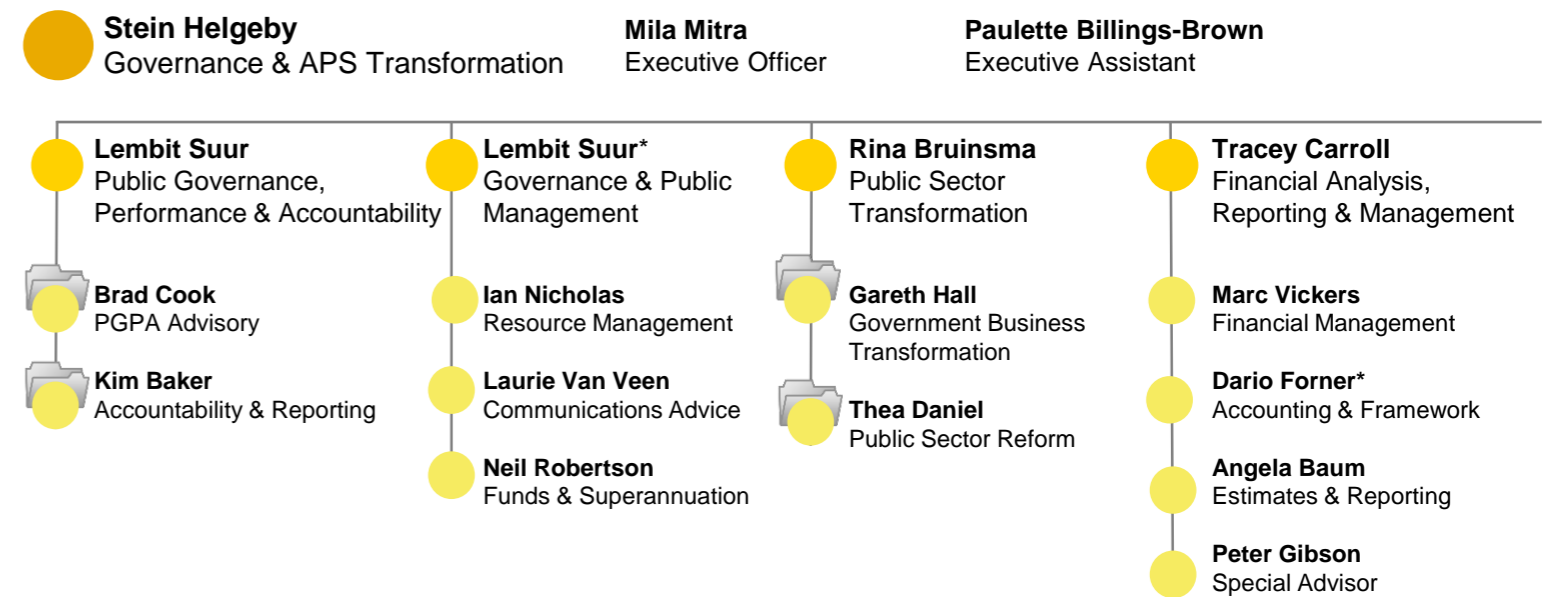 Stein Helgeby
Governance & APS Transformation
Mila Mitra
Executive Officer
Paulette Billings-Brown
Executive Assistant
Lembit Suur
Public Governance,
Performance & Accountability
Brad Cook
PGPA Advisory
Kim Baker
Accountability & Reporting
Lembit Suur*
Governance & Public
Management
Ian Nicholas
Resource Management
Laurie Van Veen
Communications Advice
Neil Robertson
Funds & Superannuation
Rina Bruinsma
Public Sector
Transformation
Gareth Hall
Government Business
Transformation
Thea Daniel
Public Sector Reform
Tracey Carroll
Financial Analysis,
Reporting & Management
Marc Vickers
Financial Management
Dario Forner*
Accounting & Framework
Angela Baum
Estimates & Reporting
Peter Gibson
Special Advisor